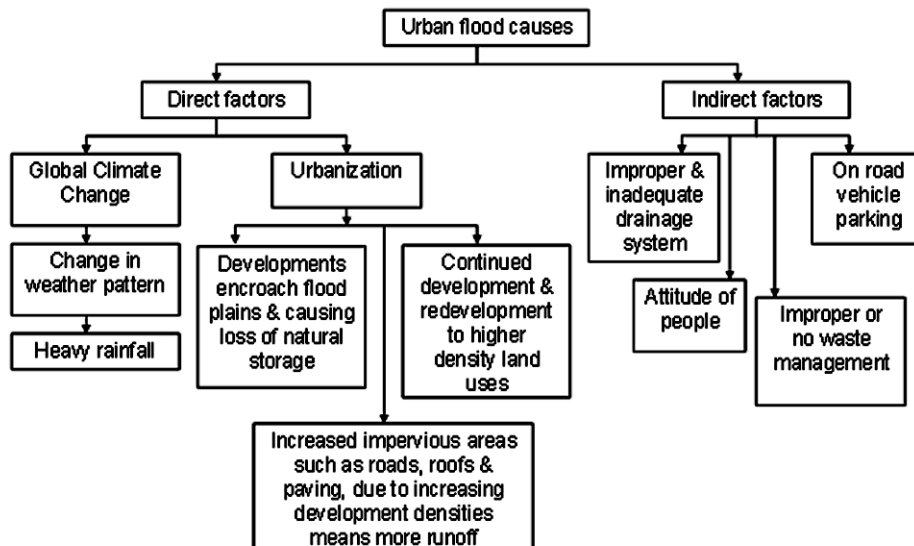 Urban flood causes
Direct factors
Indirect factors
Global Climate
Change
Urbanization
Improper &
inadequate
drainage
system
On road
vehicle
parking
Change in
weather pattern
Developments
encroach flood
plains & causing
loss of natural
storage
Continued
development &
redevelopment
to higher
density land
uses
Attitude of
people
Improper or
no waste
management
Heavy rainfall
Increased impervious areas
such as roads, roofs &
paving, due to increasing
development densities
means more runoff